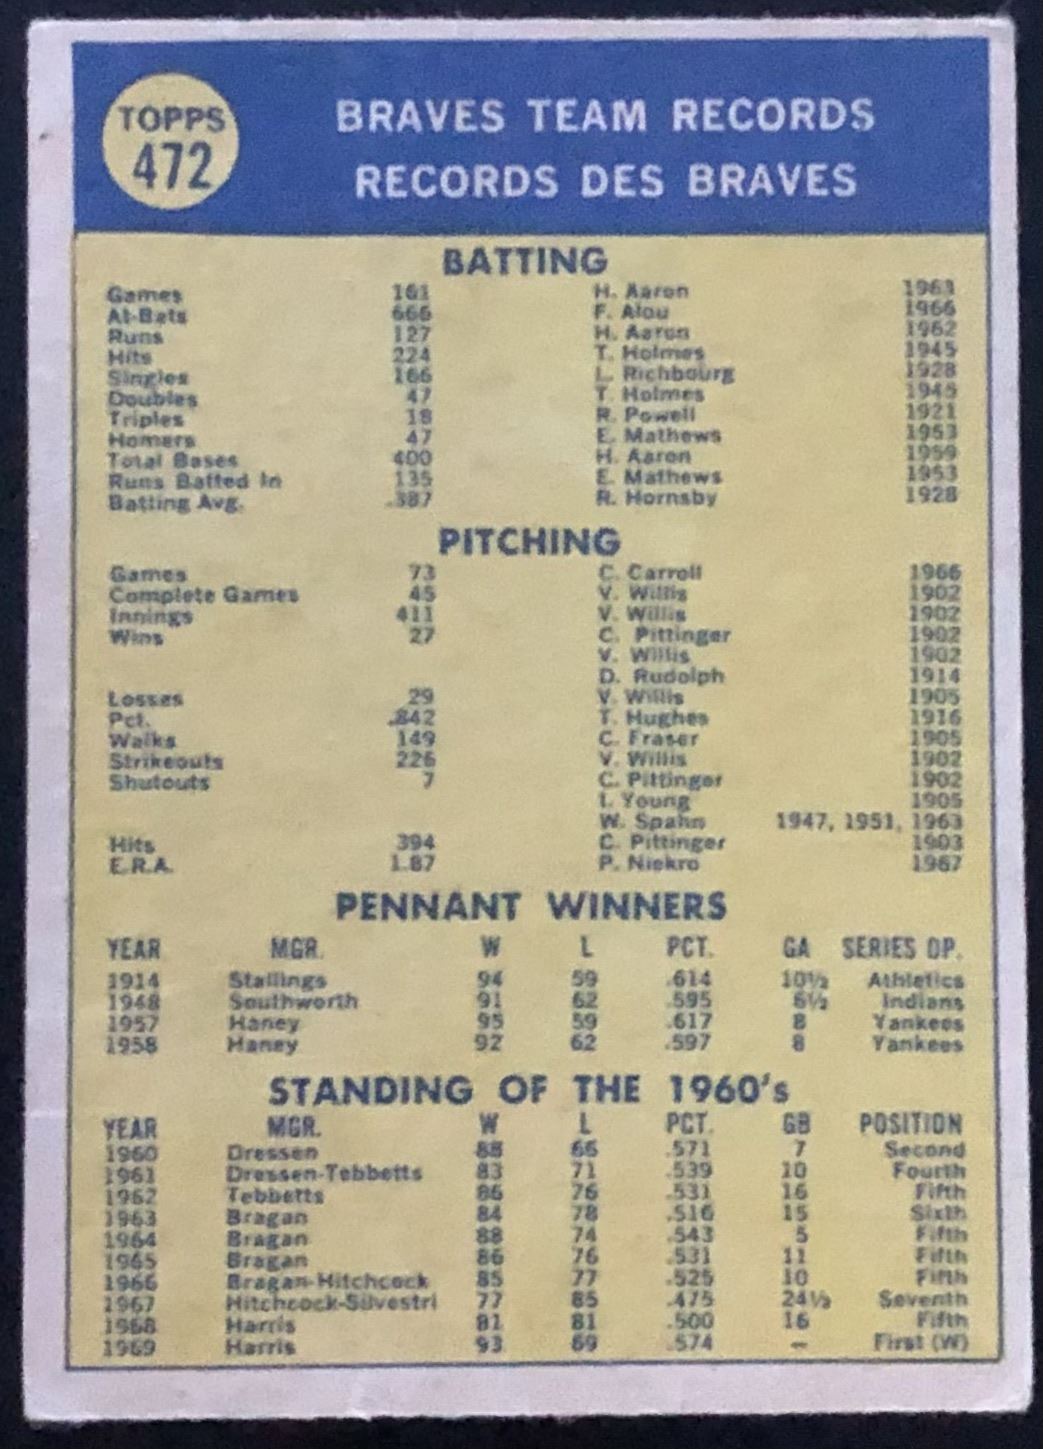 TOPPS
472
BRAVES TEAM RECORDS
RECORDS DES BRAVES
BATTING
Games 161 H. Aaron 1963
At-Bats 666 F. Alou 1966
Runs 127 H. Aaron 1962
Hits 224 T. Holmes 1945
Singles 166 L. Richbourg 1928
Doubles 47 T. Holmes 1945
Triples 18 R. Powell 1921
Homers 47 E. Mathews 1953
Total Bases 400 H. Aaron 1959
Runs Batted In 135 E. Mathews 1953
Batting Avg. .387 R. Hornsby 1928
PITCHING
Games 73 C. Carroll 1966
Complete Games 45 V. Willis 1902
Innings 411 V. Willis 1902
Wins 27 C. Pittinger 1902
V. Willis 1902
D. Rudolph 1914
Losses 29 V. Willis 1905
Pct. .842 T. Hughes 1916
Walks 149 C. Fraser 1905
Strikeouts 226 V. Willis 1902
Shutouts 7 C. Pittinger 1902
I. Young 1905
W. Spahn 1947, 1951, 1963
Hits 394 C. Pittinger 1903
E.R.A. 1.87 P. Niekro 1967
PENNANT WINNERS
YEAR MGR. W L PCT. GA SERIES OP.
1914 Stallings 94 59 .614 10½ Athletics
1948 Southworth 91 62 .595 6½ Indians
1957 Haney 95 59 .617 8 Yankees
1958 Haney 92 62 .597 8 Yankees
STANDING OF THE 1960's
YEAR MGR. W L PCT. GB POSITION
1960 Dressen 88 66 .571 7 Second
1961 Dressen-Tebbetts 83 71 .539 10 Fourth
1962 Tebbetts 86 76 .531 16 Fifth
1963 Bragan 84 78 .516 15 Sixth
1964 Bragan 88 74 .543 5 Fifth
1965 Bragan 86 76 .531 11 Fifth
1966 Bragan-Hitchcock 85 77 .525 10 Fifth
1967 Hitchcock-Silvestri 77 85 .475 24½ Seventh
1968 Harris 81 81 .500 16 Fifth
1969 Harris 93 69 .574 – First (W)